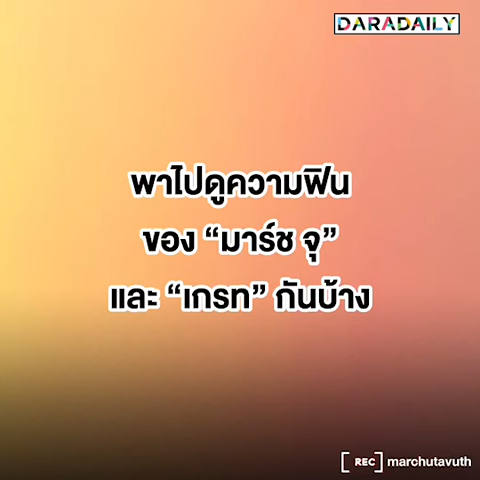 DARADAILY
พาไปดูความฟิน
ของ “มาร์ช จุ”
และ “เกรท” กันบ้าง
[REC] marchutavuth